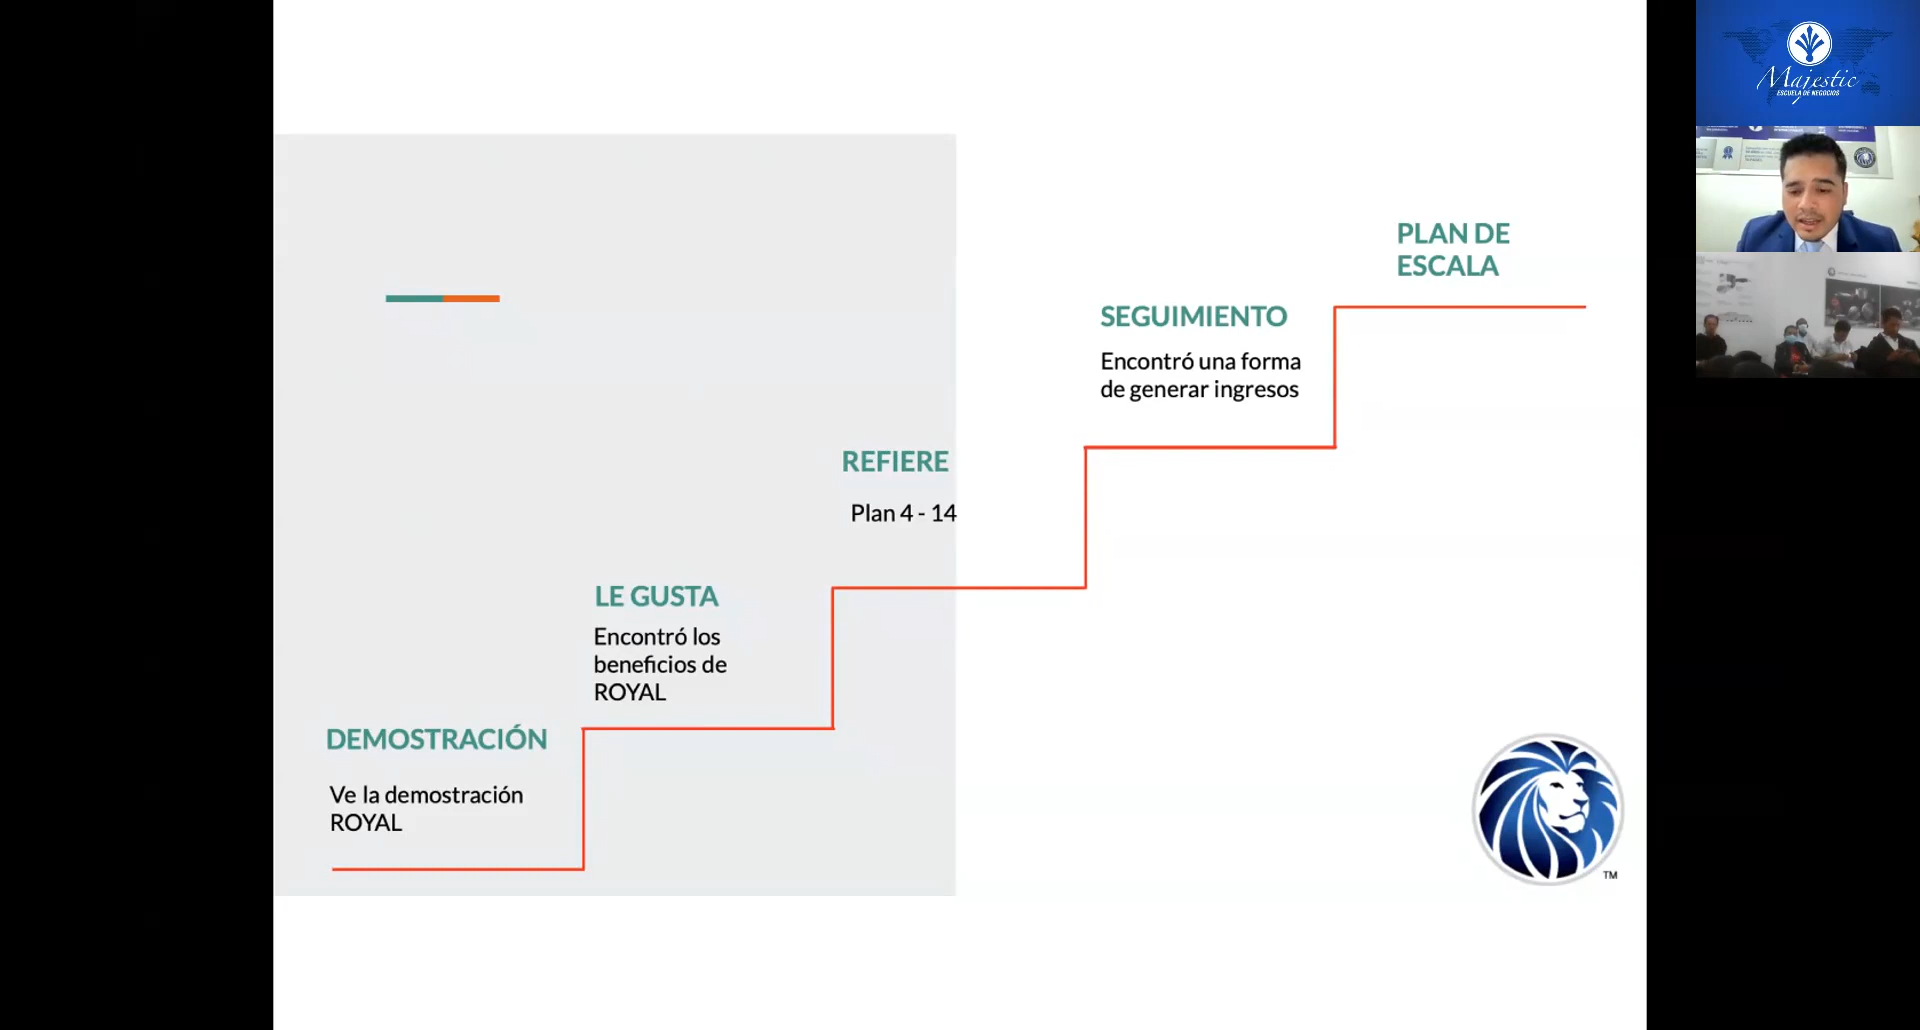 PLAN DE
ESCALA
SEGUIMIENTO
Encontró una forma
de generar ingresos
REFIERE
Plan 4 - 14
LE GUSTA
Encontró los
beneficios de
ROYAL
DEMOSTRACIÓN
Ve la demostración
ROYAL
TM
Majestic
ESCUELA DE NEGOCIOS